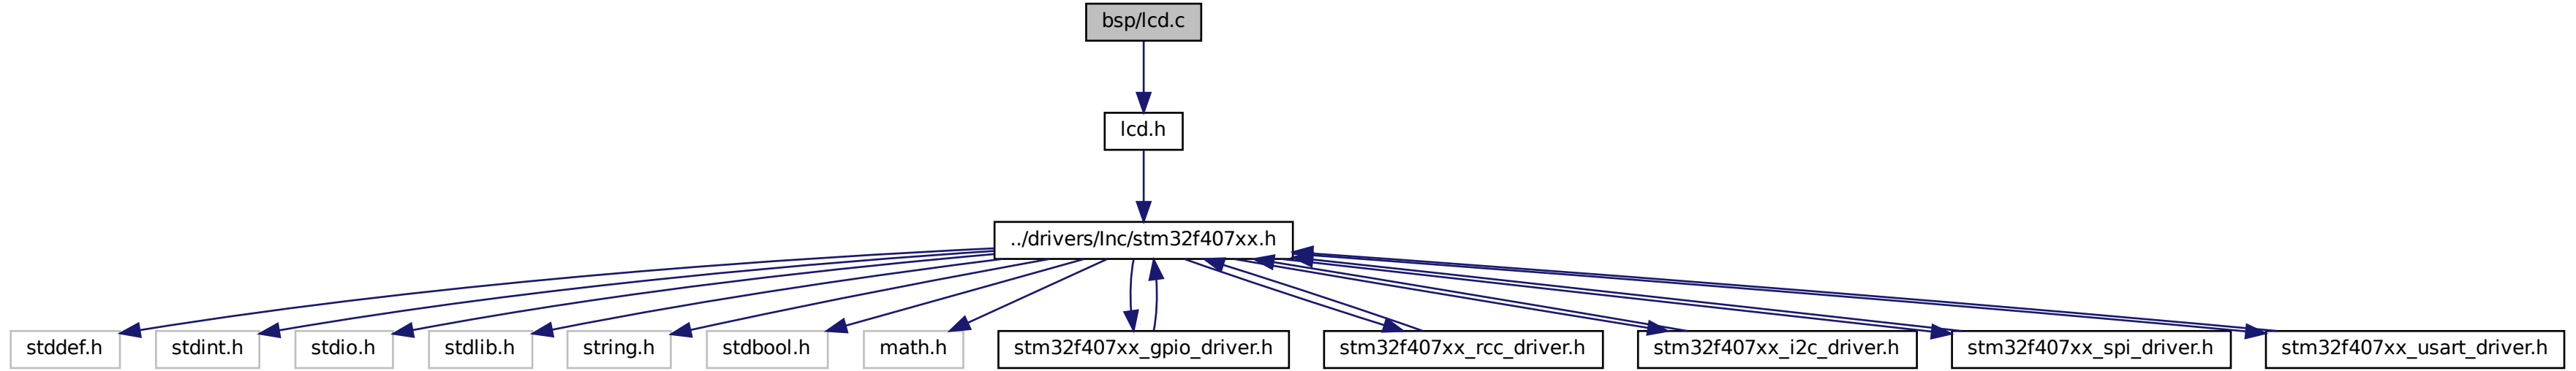 bsp/lcd.c
lcd.h
../drivers/Inc/stm32f407xx.h
stddef.h
stdint.h
stdio.h
stdlib.h
string.h
stdbool.h
math.h
stm32f407xx_gpio_driver.h
stm32f407xx_rcc_driver.h
stm32f407xx_i2c_driver.h
stm32f407xx_spi_driver.h
stm32f407xx_usart_driver.h